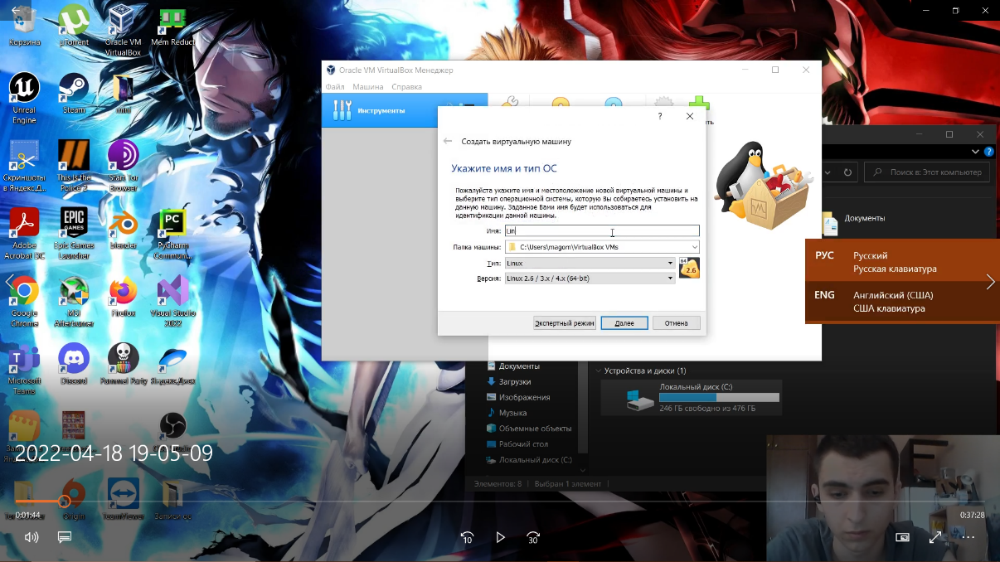 Корзина
µTorrent
Oracle VM
VirtualBox
Mem Reduct
Unreal
Engine
Steam
mmi
Скриншоты
в Яндекс.Д...
This Is the
Police 2
Start Tor
Browser
Adobe
Acrobat DC
Epic Games
Launcher
blender
PyCharm
Communi...
Google
Chrome
MSI
Afterburner
Firefox
Visual Studio
2022
Microsoft
Teams
Discord
Pummel Party
Яндекс.Диск
2022-04-18 19-05-09
Origin
TeamViewer
Oracle VM VirtualBox Менеджер
Файл Машина Справка
Инструменты
? 
Создать виртуальную машину
Укажите имя и тип ОС
Пожалуйста укажите имя и местоположение новой виртуальной машины и
выберите тип операционной системы, которую Вы собираетесь установить на
данную машину. Заданное Вами имя будет использоваться для
идентификации данной машины.
Имя: Lin
Папка машины: C:\Users\magom\VirtualBox VMs
Тип: Linux
Версия: Linux 2.6 / 3.x / 4.x (64-bit)
64
2.6
Экспертный режим
Далее
Отмена
Поиск в: Этот компьютер
Документы
РУС Русский
Русская клавиатура
ENG Английский (США)
США клавиатура
Документы
Загрузки
Изображения
Музыка
Объемные объекты
Рабочий стол
Локальный диск (C:)
Устройства и диски (1)
Локальный диск (C:)
246 ГБ свободно из 476 ГБ
Элементов: 8 Выбран 1 элемент
0:01:44
0:37:28
10
30